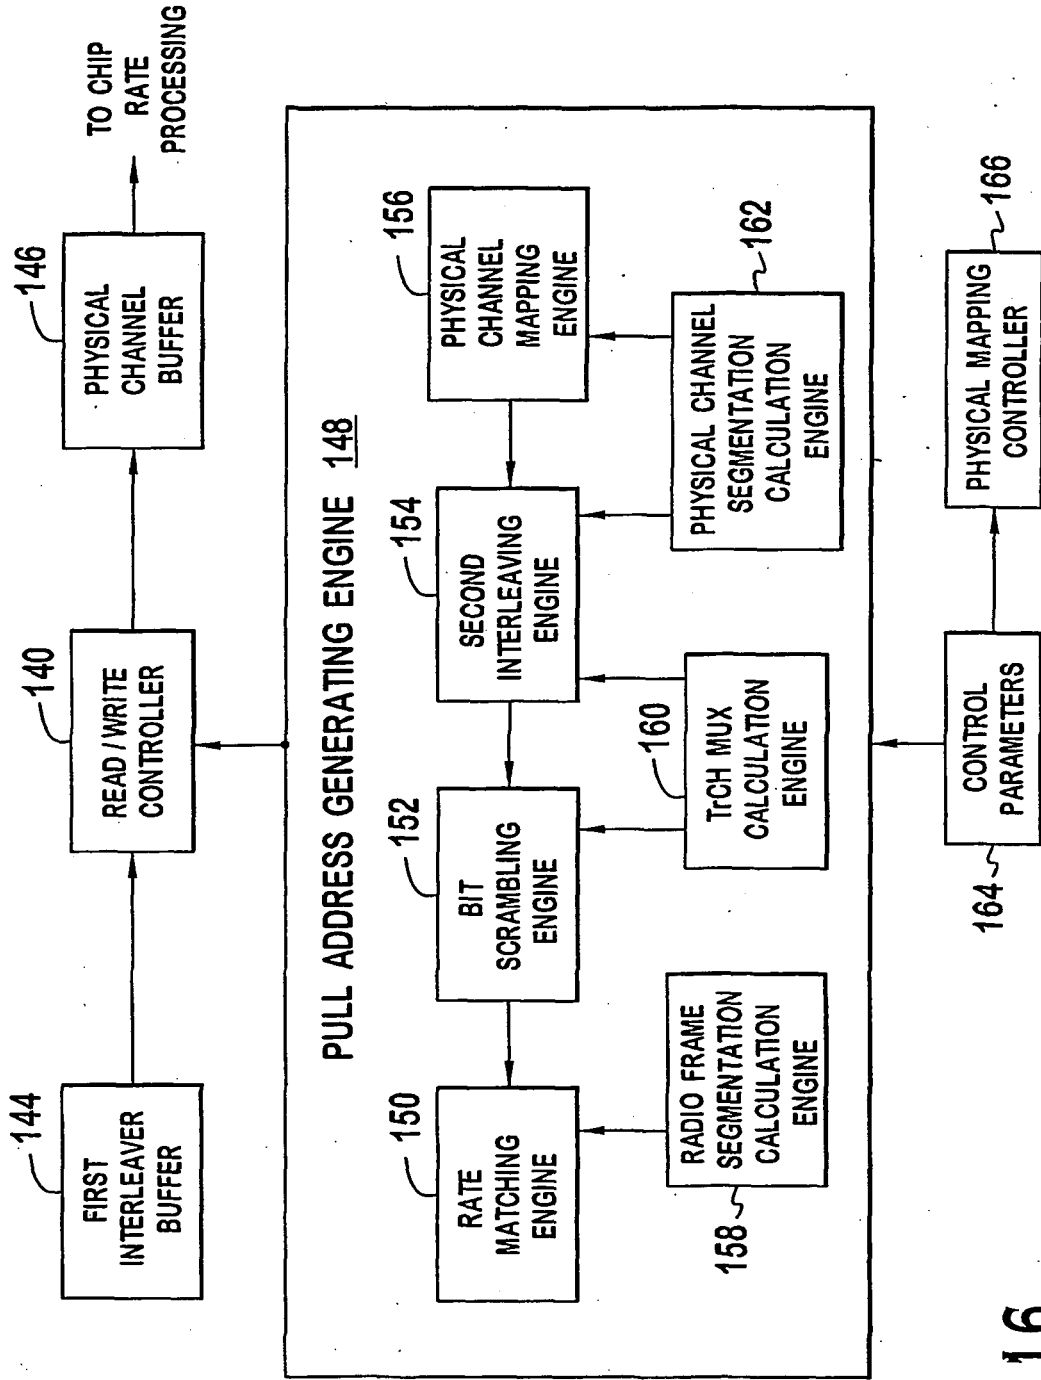 144
FIRST
INTERLEAVER
BUFFER
140
READ / WRITE
CONTROLLER
146
PHYSICAL
CHANNEL
BUFFER
TO CHIP
RATE
PROCESSING
PULL ADDRESS GENERATING ENGINE 148
150
RATE
MATCHING
ENGINE
152
BIT
SCRAMBLING
ENGINE
154
SECOND
INTERLEAVING
ENGINE
156
PHYSICAL
CHANNEL
MAPPING
ENGINE
158
RADIO FRAME
SEGMENTATION
CALCULATION
ENGINE
160
TrCH MUX
CALCULATION
ENGINE
162
PHYSICAL CHANNEL
SEGMENTATION
CALCULATION
ENGINE
164
CONTROL
PARAMETERS
166
PHYSICAL MAPPING
CONTROLLER
16